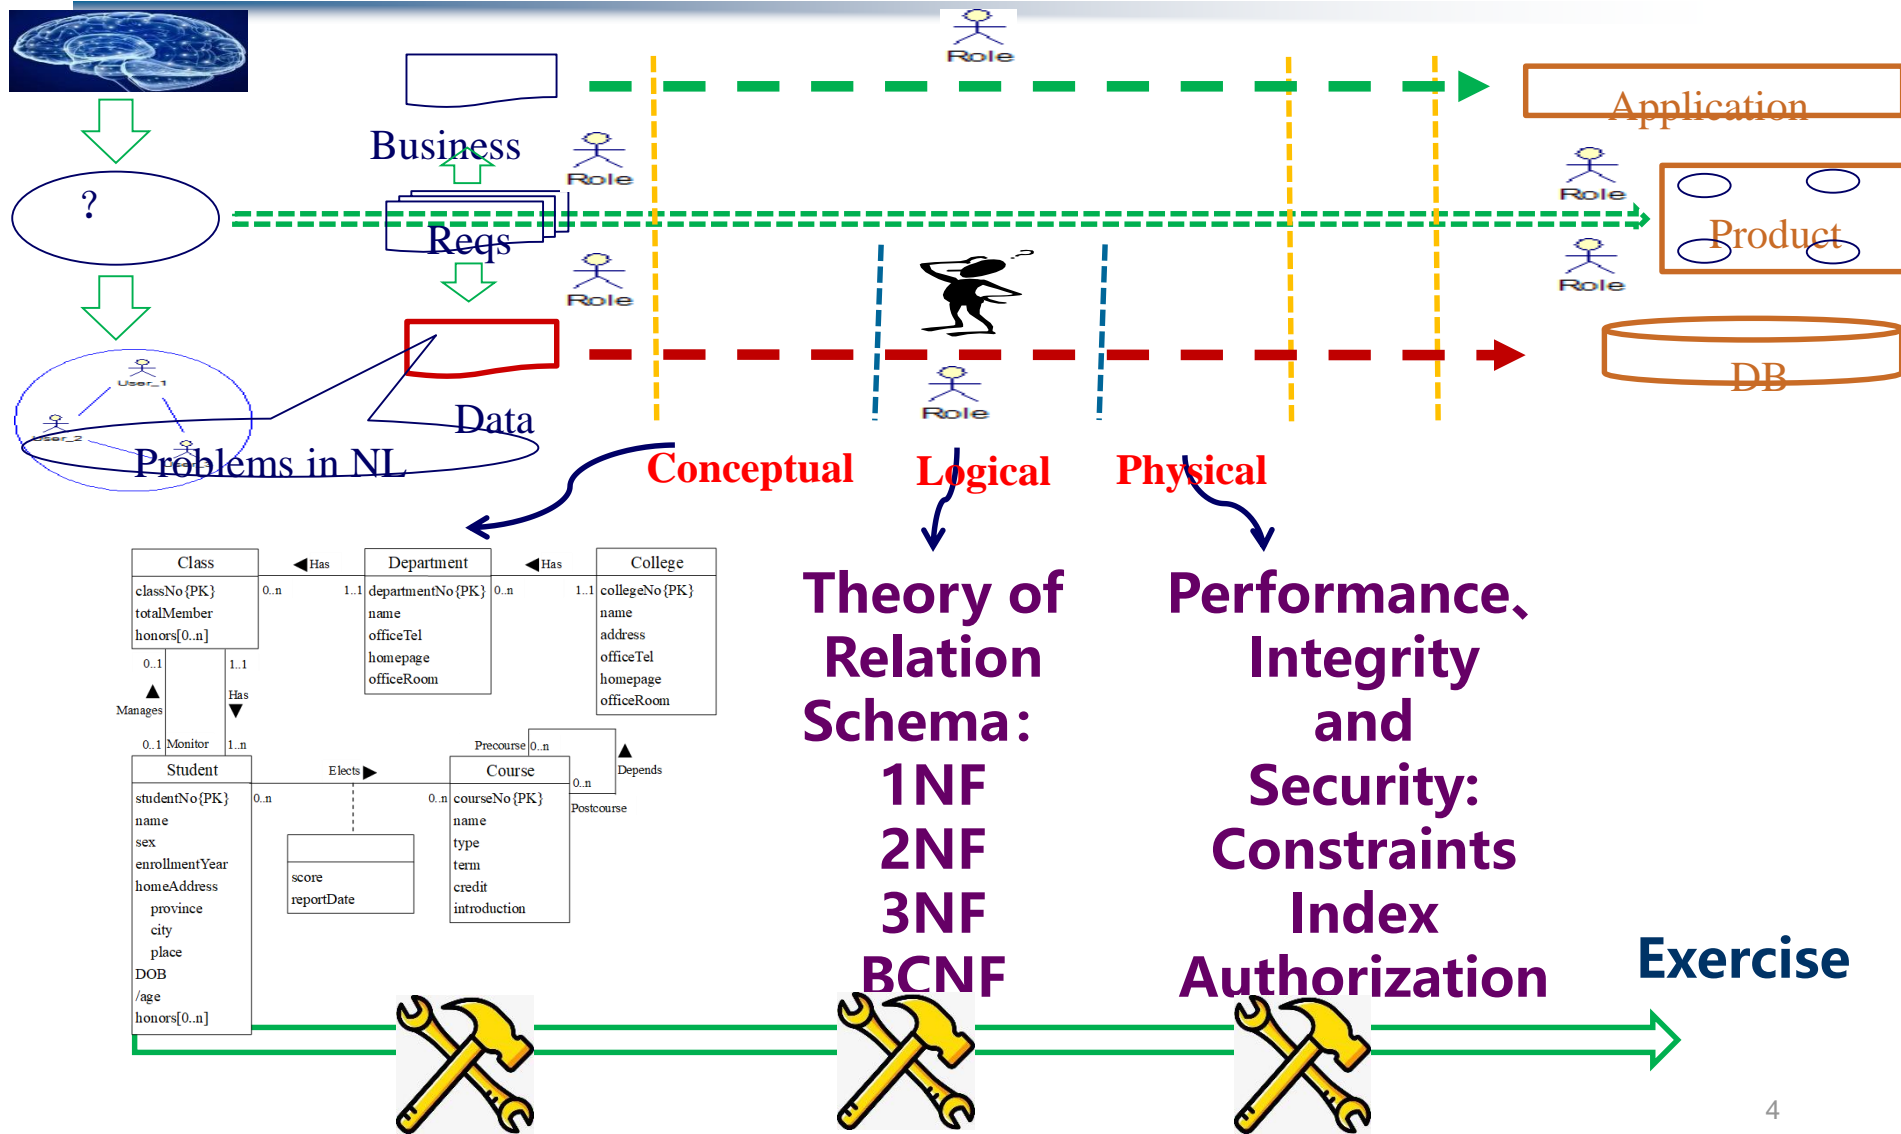 Role
Application
Business
Role
Role
?
Product
Reqs
Role
Role
DB
User_1
Role
Data
User_2
Problems in NL
Conceptual
Logical
Physical
Class
classNo{PK}
totalMember
honors[0..n]
Has
0..n
1..1
Department
departmentNo{PK}
name
officeTel
homepage
officeRoom
Has
0..n
1..1
College
collegeNo{PK}
name
address
officeTel
homepage
officeRoom
0..1
1..1
Manages
Has
0..1
Monitor
1..n
Precourse
0..n
Depends
0..n
Postcourse
Student
studentNo{PK}
name
sex
enrollmentYear
homeAddress
province
city
place
DOB
/age
honors[0..n]
Elects
0..n
0..n
score
reportDate
Course
courseNo{PK}
name
type
term
credit
introduction
Theory of
Relation
Schema：
1NF
2NF
3NF
BCNF
Performance、
Integrity
and
Security:
Constraints
Index
Authorization
Exercise
4